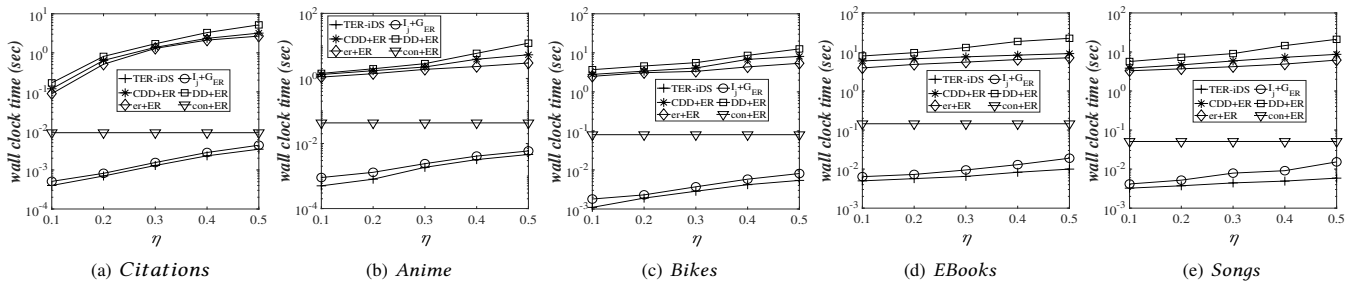 wall clock time (sec)
10^1
10^0
10^-1
10^-2
10^-3
10^-4
TER-iDS
I_j+G_ER
CDD+ER
DD+ER
er+ER
con+ER
0.1 0.2 0.3 0.4 0.5
η
(a) Citations
wall clock time (sec)
10^2
10^0
10^-2
10^-4
TER-iDS
I_j+G_ER
CDD+ER
DD+ER
er+ER
con+ER
0.1 0.2 0.3 0.4 0.5
η
(b) Anime
wall clock time (sec)
10^2
10^1
10^0
10^-1
10^-2
10^-3
TER-iDS
I_j+G_ER
CDD+ER
DD+ER
er+ER
con+ER
0.1 0.2 0.3 0.4 0.5
η
(c) Bikes
wall clock time (sec)
10^2
10^1
10^0
10^-1
10^-2
10^-3
TER-iDS
I_j+G_ER
CDD+ER
DD+ER
er+ER
con+ER
0.1 0.2 0.3 0.4 0.5
η
(d) EBooks
wall clock time (sec)
10^2
10^1
10^0
10^-1
10^-2
10^-3
TER-iDS
I_j+G_ER
CDD+ER
DD+ER
er+ER
con+ER
0.1 0.2 0.3 0.4 0.5
η
(e) Songs